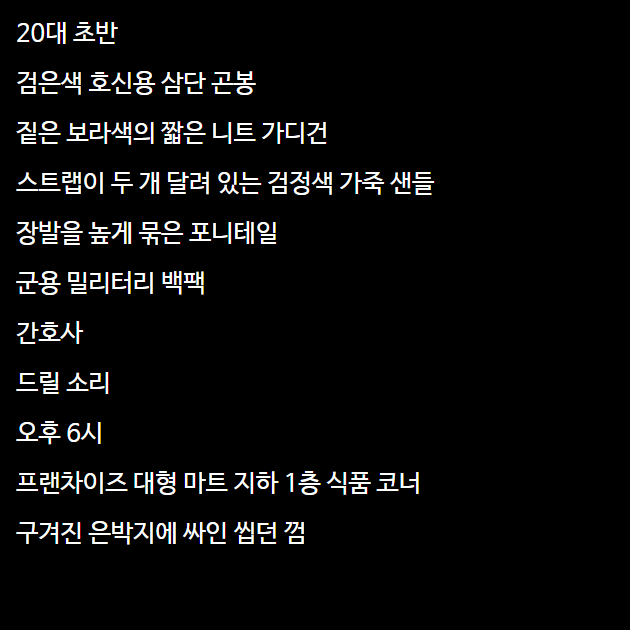 20대 초반
검은색 호신용 삼단 곤봉
짙은 보라색의 짧은 니트 가디건
스트랩이 두 개 달려 있는 검정색 가죽 샌들
장발을 높게 묶은 포니테일
군용 밀리터리 백팩
간호사
드릴 소리
오후 6시
프랜차이즈 대형 마트 지하 1층 식품 코너
구겨진 은박지에 싸인 씹던 껌